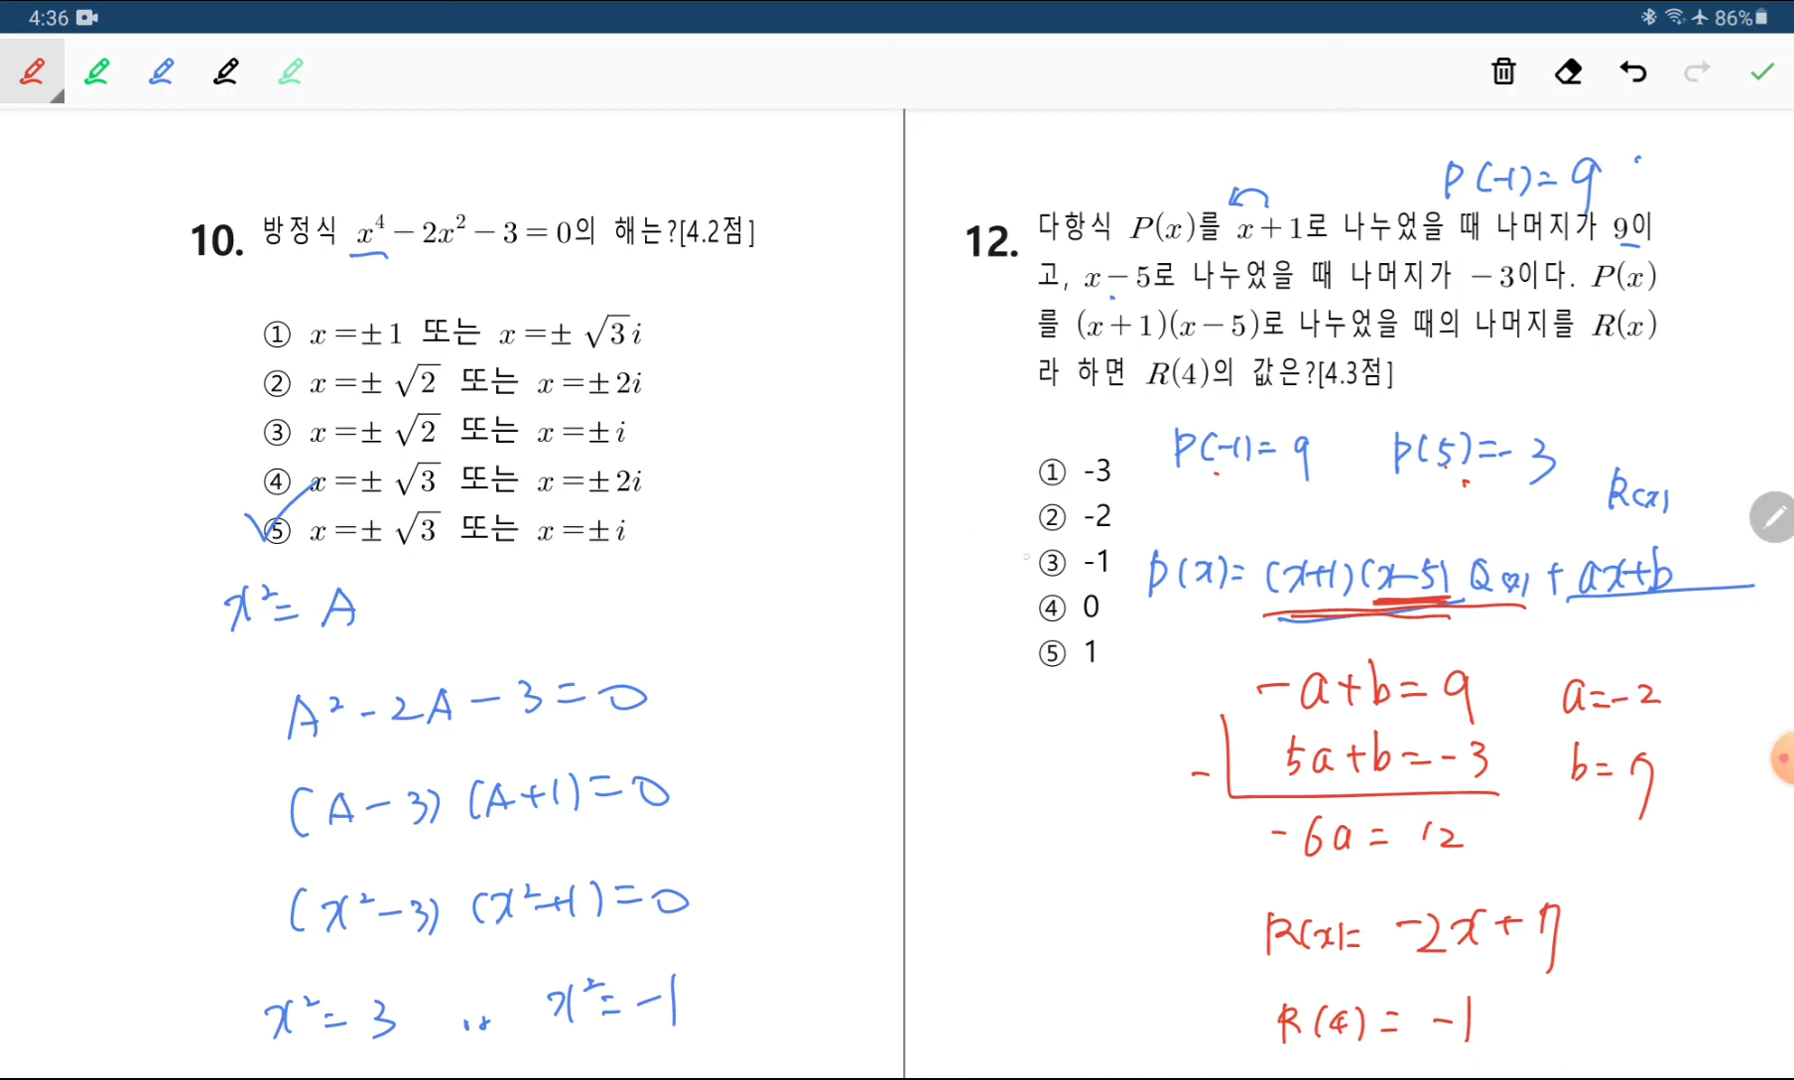 4:36
86%
10. 방정식 x⁴ − 2x² − 3 = 0의 해는?[4.2점]
① x = ± 1 또는 x = ± √3 i
② x = ± √2 또는 x = ± 2i
③ x = ± √2 또는 x = ± i
④ x = ± √3 또는 x = ± 2i
⑤ x = ± √3 또는 x = ± i
x² = A
A² - 2A - 3 = 0
(A - 3) (A + 1) = 0
(x² - 3) (x² + 1) = 0
x² = 3 x² = -1
P(-1) = 9
12. 다항식 P(x)를 x + 1로 나누었을 때 나머지가 9이
고, x − 5로 나누었을 때 나머지가 − 3이다. P(x)
를 (x + 1)(x − 5)로 나누었을 때의 나머지를 R(x)
라 하면 R(4)의 값은?[4.3점]
① -3
② -2
③ -1
④ 0
⑤ 1
P(-1) = 9 P(5) = -3
R(x)
P(x) = (x+1)(x-5) Q(x) + ax+b
-a+b = 9 a = -2
- 5a+b = -3 b = 7
-6a = 12
R(x) = -2x+7
R(4) = -1